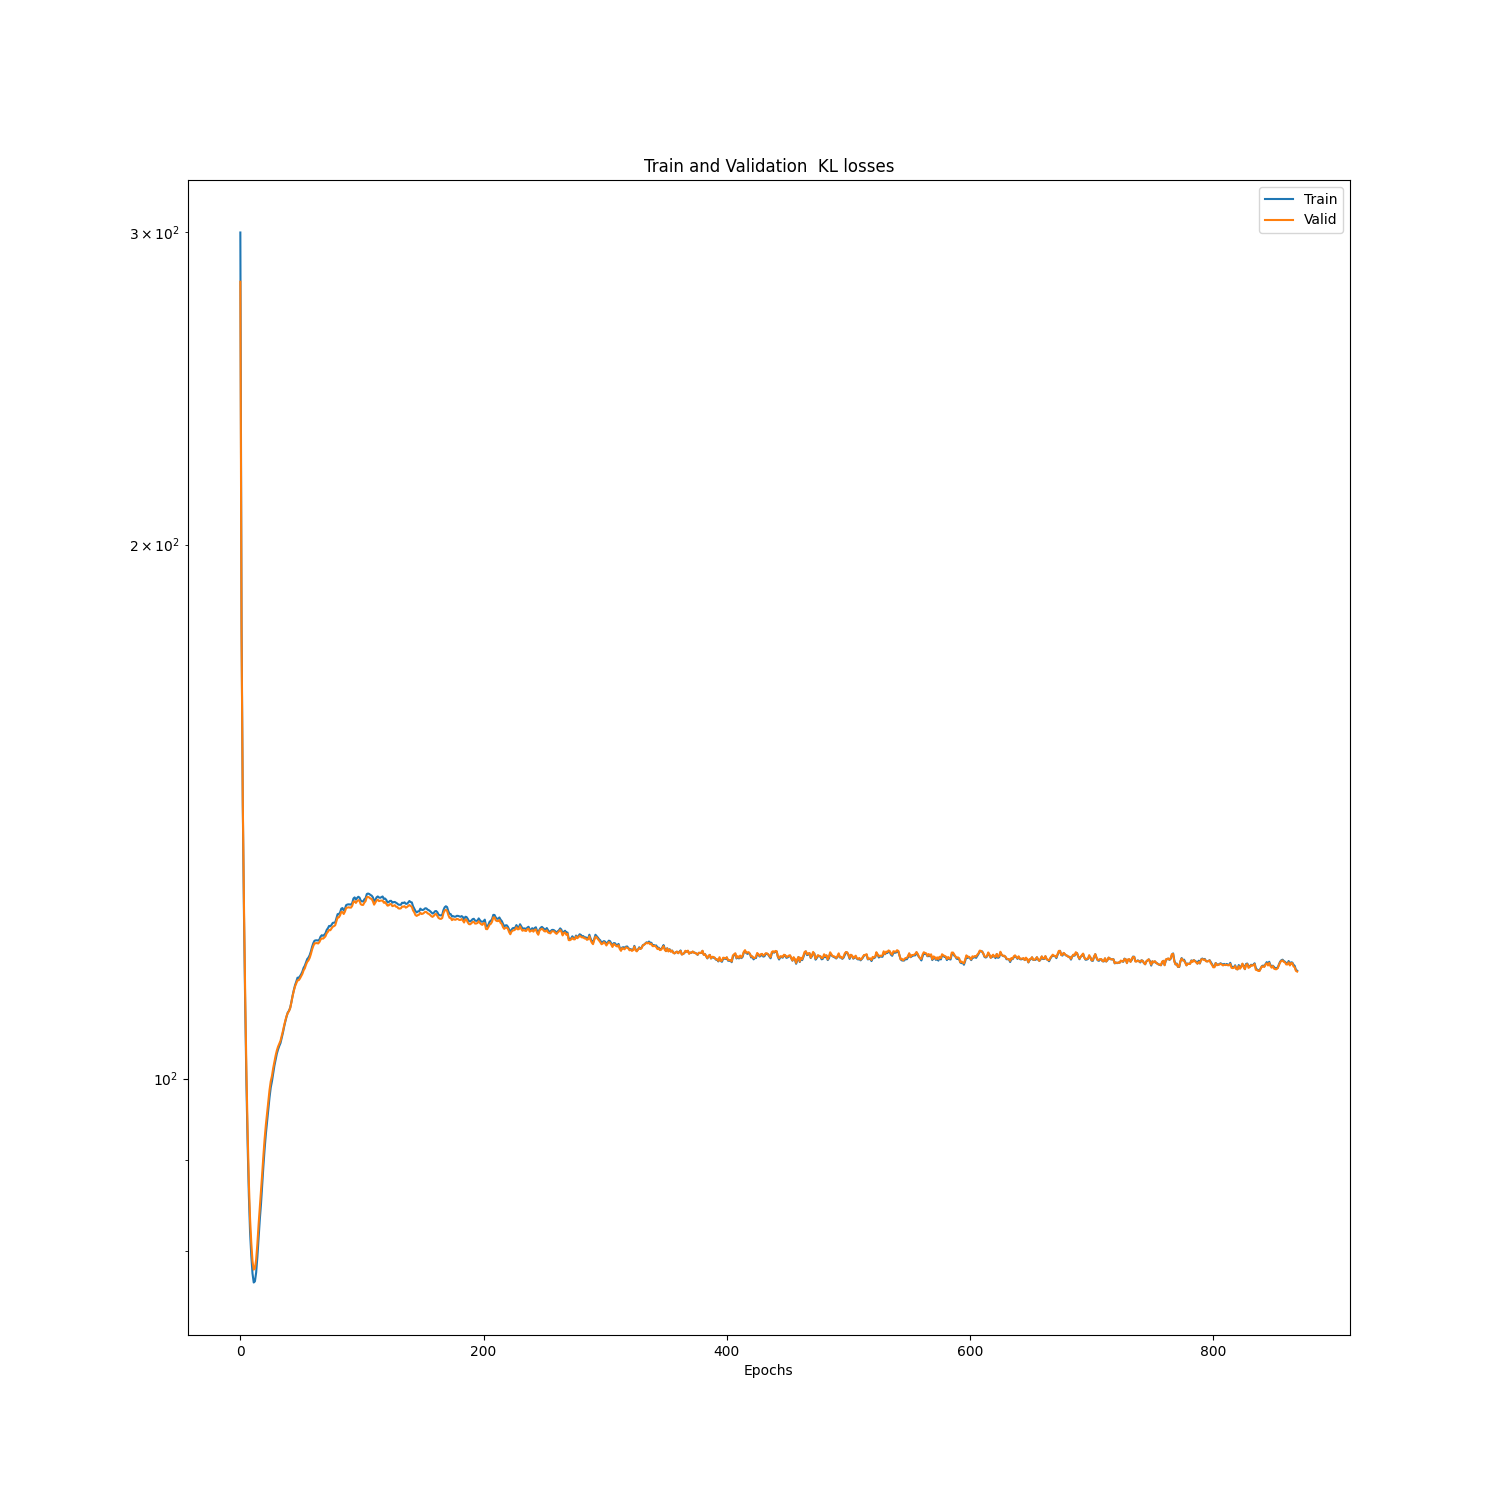 Train and Validation  KL losses
Train
Valid
3 × 10²
2 × 10²
10²
0 200 400 600 800
Epochs